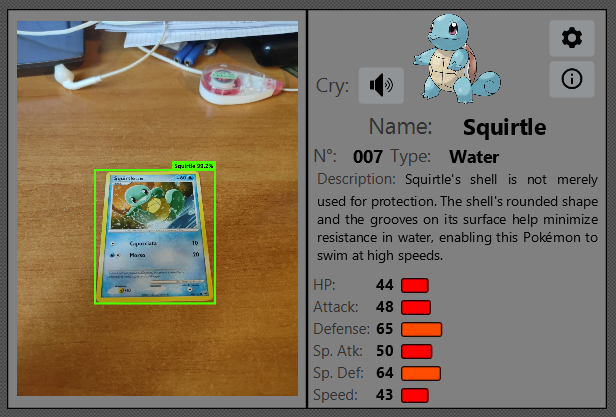 Squirtle 99.2%
Squirtle
60
Capocciata 10
Morso 20
Cry:
Name: Squirtle
N°: 007 Type: Water
Description: Squirtle's shell is not merely
used for protection. The shell's rounded shape
and the grooves on its surface help minimize
resistance in water, enabling this Pokémon to
swim at high speeds.
HP: 44
Attack: 48
Defense: 65
Sp. Atk: 50
Sp. Def: 64
Speed: 43